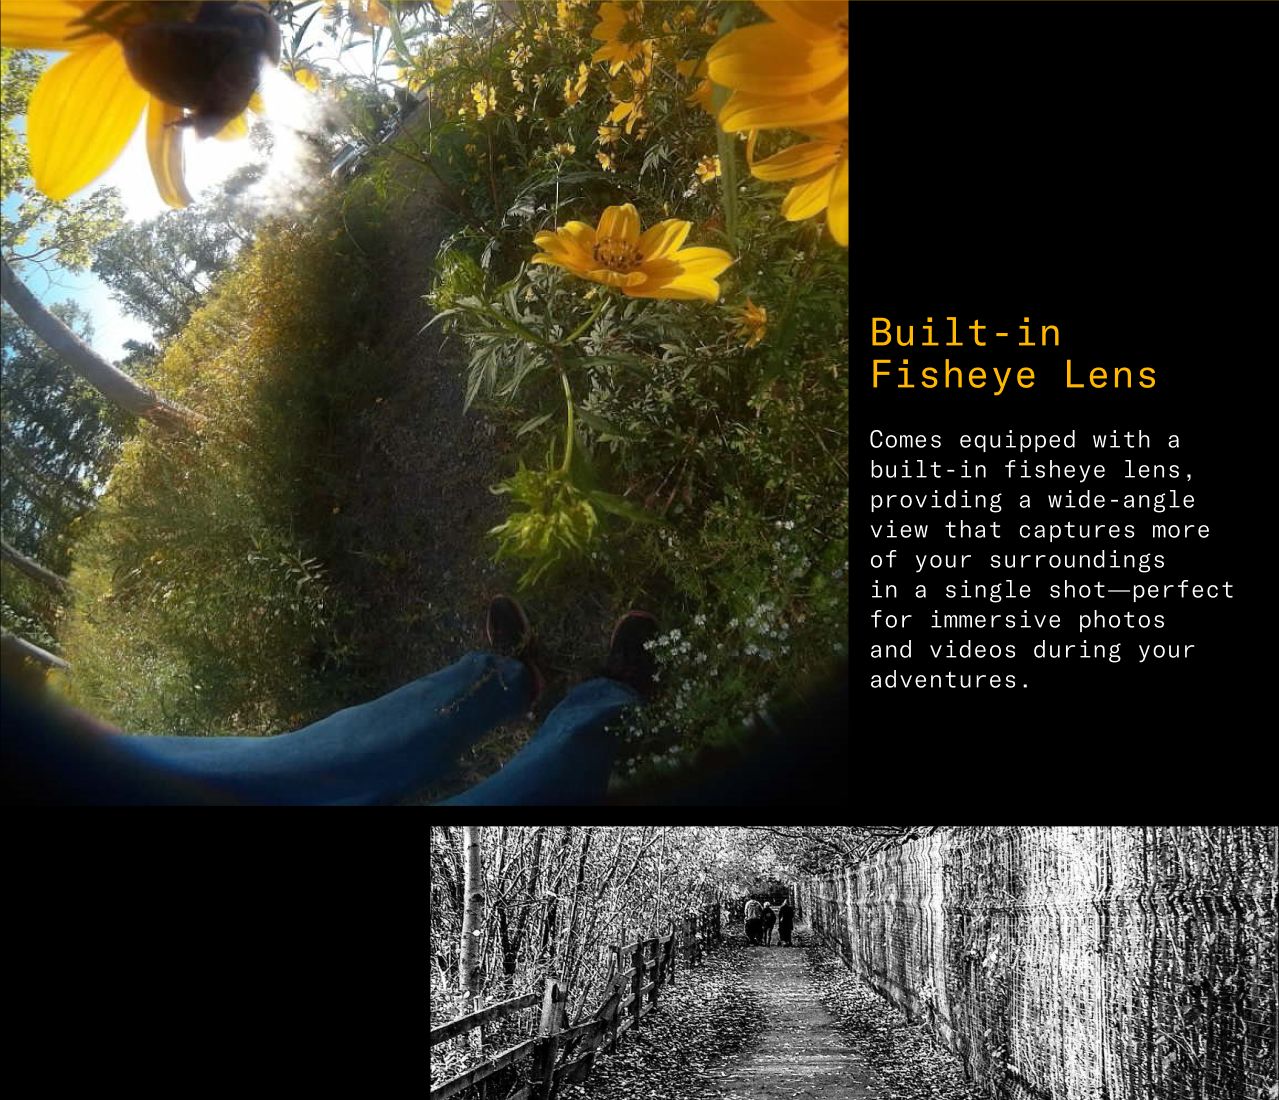 Built-in
Fisheye Lens
Comes equipped with a
built-in fisheye lens,
providing a wide-angle
view that captures more
of your surroundings
in a single shot—perfect
for immersive photos
and videos during your
adventures.